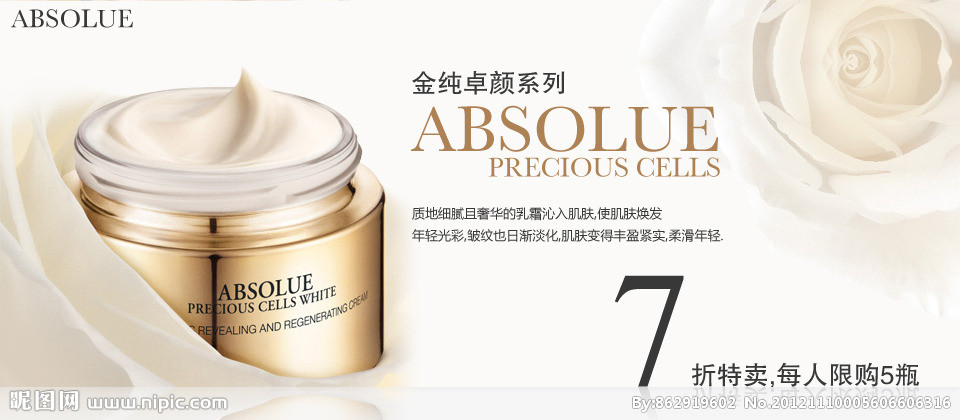 ABSOLUE
金纯卓颜系列
ABSOLUE
PRECIOUS CELLS
质地细腻且奢华的乳霜沁入肌肤,使肌肤焕发
年轻光彩,皱纹也日渐淡化,肌肤变得丰盈紧实,柔滑年轻.
ABSOLUE
PRECIOUS CELLS WHITE
REVEALING AND REGENERATING CREAM
7
折特卖,每人限购5瓶
昵图网 www.nipic.com
By:862919602 No.20121110005606606316